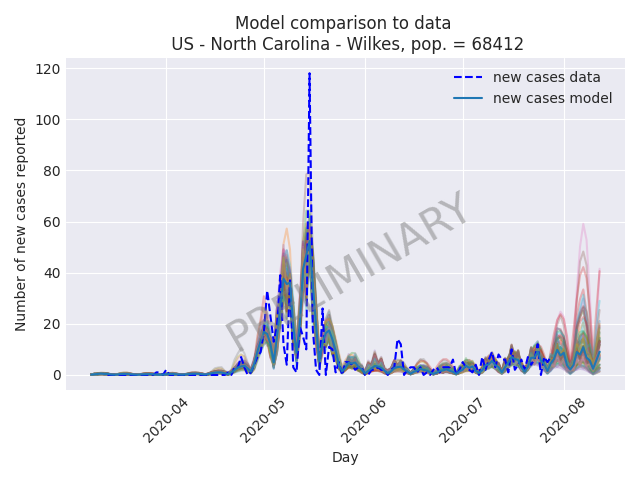 Model comparison to data
US - North Carolina - Wilkes, pop. = 68412
new cases data
new cases model
PRELIMINARY
Number of new cases reported
120
100
80
60
40
20
0
2020-04
2020-05
2020-06
2020-07
2020-08
Day